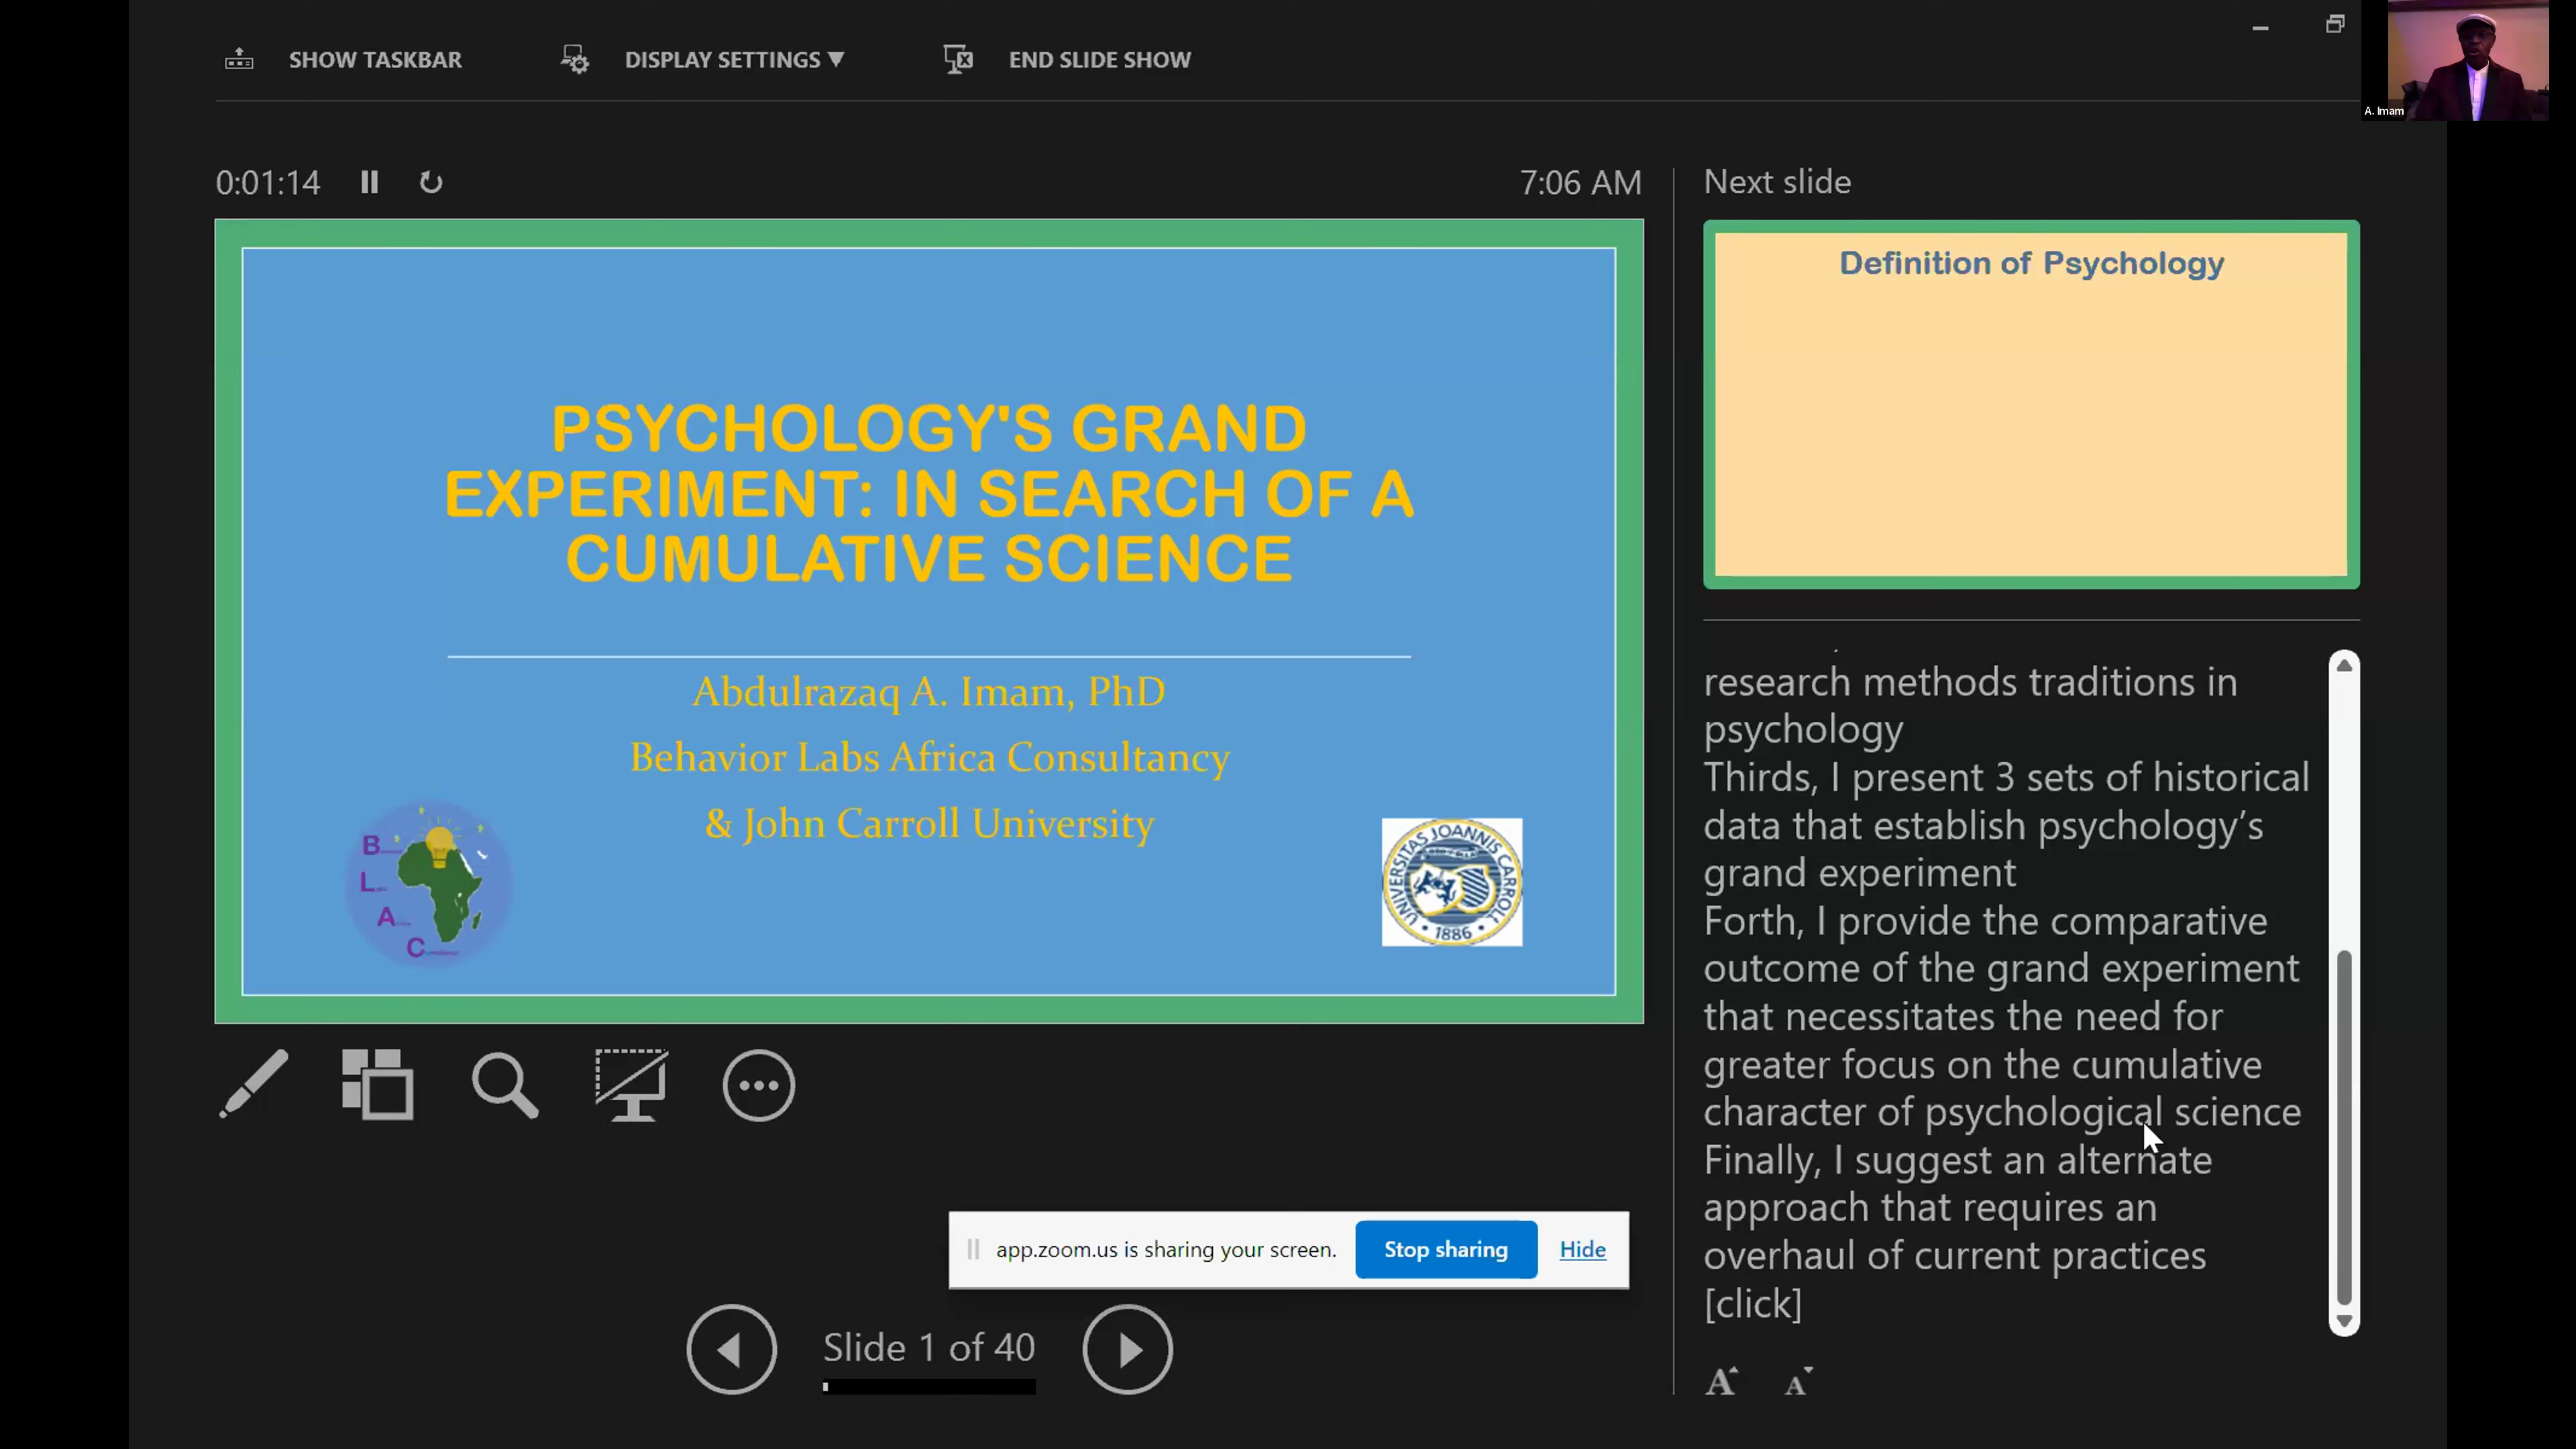 SHOW TASKBAR
DISPLAY SETTINGS ▼
END SLIDE SHOW
A. Imam
0:01:14
7:06 AM
PSYCHOLOGY'S GRAND
EXPERIMENT: IN SEARCH OF A
CUMULATIVE SCIENCE
Abdulrazaq A. Imam, PhD
Behavior Labs Africa Consultancy
& John Carroll University
B
L
A
C
UNIVERSITAS JOANNIS CARROLL
1886
Next slide
Definition of Psychology
research methods traditions in
psychology
Thirds, I present 3 sets of historical
data that establish psychology’s
grand experiment
Forth, I provide the comparative
outcome of the grand experiment
that necessitates the need for
greater focus on the cumulative
character of psychological science
Finally, I suggest an alternate
approach that requires an
overhaul of current practices
[click]
app.zoom.us is sharing your screen.
Stop sharing
Hide
Slide 1 of 40
A A